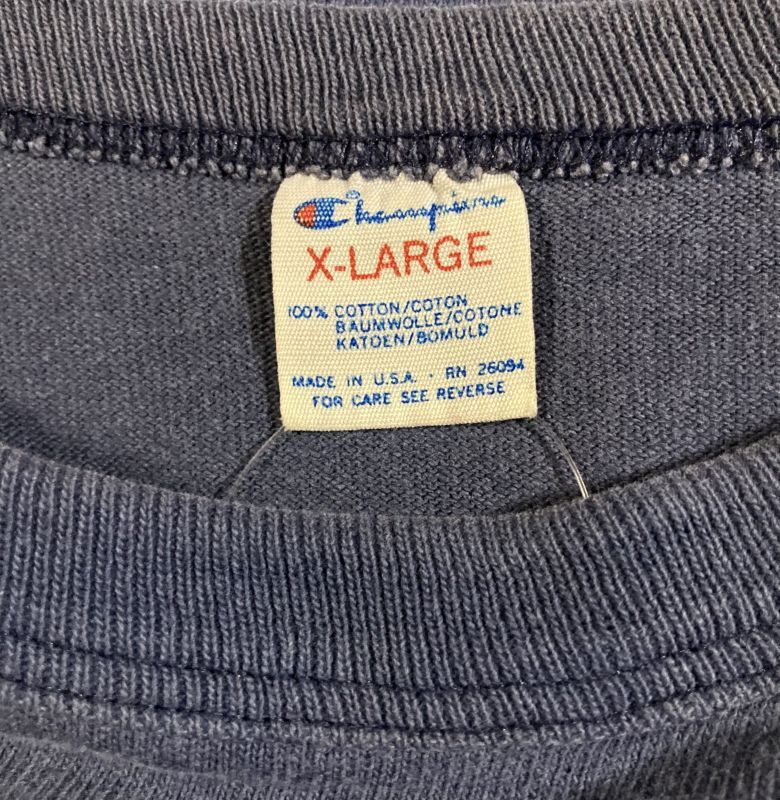 Champion®
X-LARGE
100% COTTON/COTON
BAUMWOLLE/COTONE
KATOEN/BOMULD
MADE IN U.S.A. · RN 26094
FOR CARE SEE REVERSE